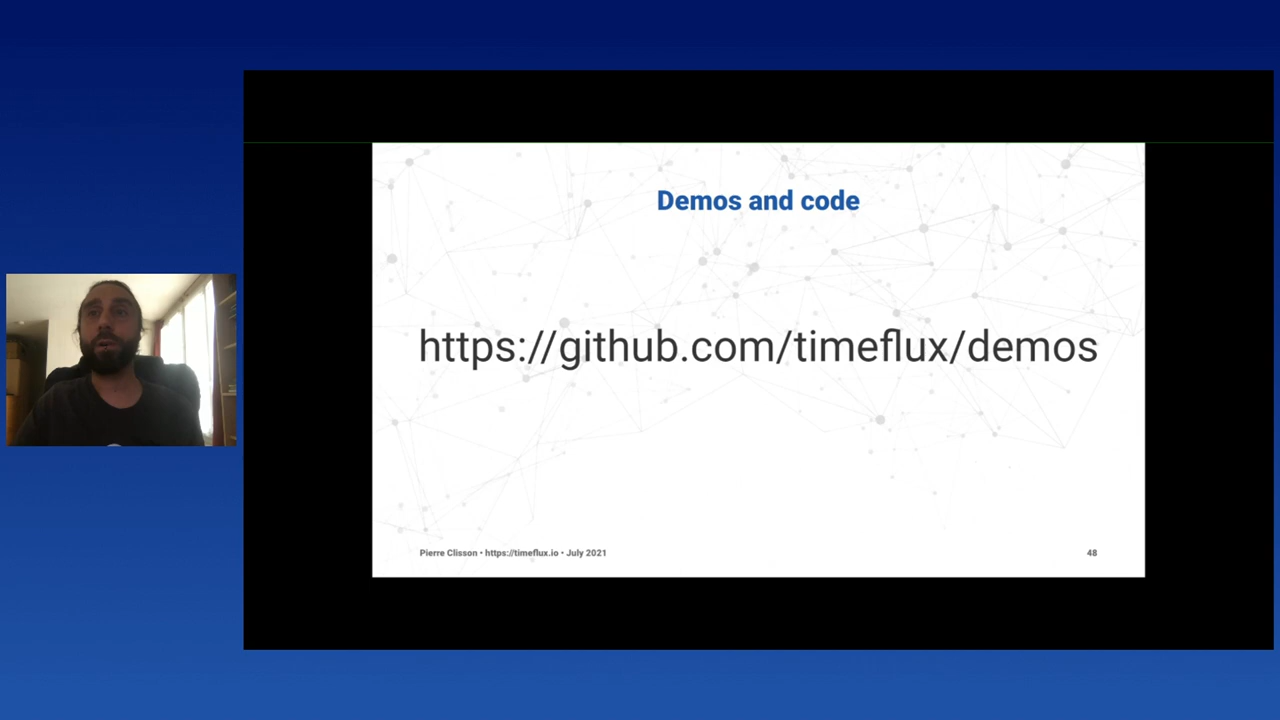 Demos and code
https://github.com/timeflux/demos
Pierre Clisson • https://timeflux.io • July 2021
48